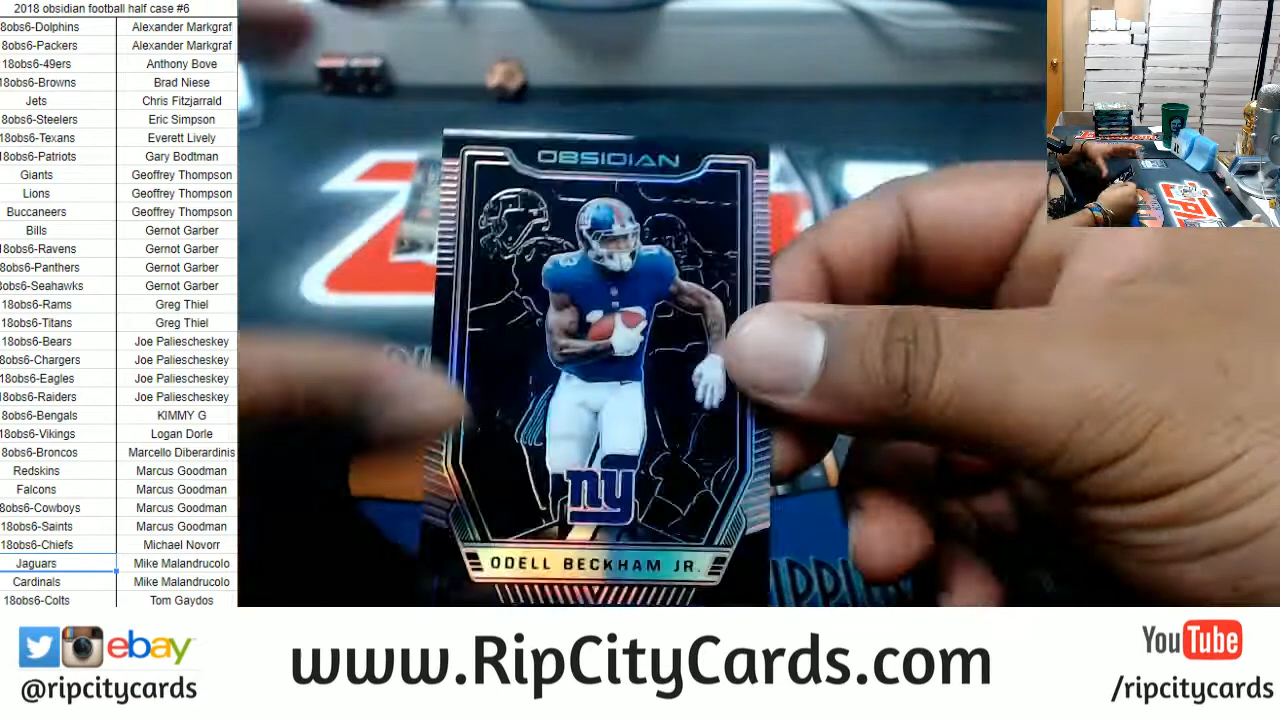 2018 obsidian football half case #6
8obs6-Dolphins Alexander Markgraf
8obs6-Packers Alexander Markgraf
18obs6-49ers Anthony Bove
18obs6-Browns Brad Niese
Jets Chris Fitzjarrald
8obs6-Steelers Eric Simpson
18obs6-Texans Everett Lively
18obs6-Patriots Gary Bodtman
Giants Geoffrey Thompson
Lions Geoffrey Thompson
Buccaneers Geoffrey Thompson
Bills Gernot Garber
8obs6-Ravens Gernot Garber
8obs6-Panthers Gernot Garber
8obs6-Seahawks Gernot Garber
18obs6-Rams Greg Thiel
18obs6-Titans Greg Thiel
18obs6-Bears Joe Paliescheskey
8obs6-Chargers Joe Paliescheskey
18obs6-Eagles Joe Paliescheskey
18obs6-Raiders Joe Paliescheskey
8obs6-Bengals KIMMY G
18obs6-Vikings Logan Dorle
8obs6-Broncos Marcello Diberardinis
Redskins Marcus Goodman
Falcons Marcus Goodman
8obs6-Cowboys Marcus Goodman
18obs6-Saints Marcus Goodman
18obs6-Chiefs Michael Novorr
Jaguars Mike Malandrucolo
Cardinals Mike Malandrucolo
18obs6-Colts Tom Gaydos
OBSIDIAN
13
ny
ODELL BECKHAM JR.
ebay
@ripcitycards
www.RipCityCards.com
YouTube
/ripcitycards